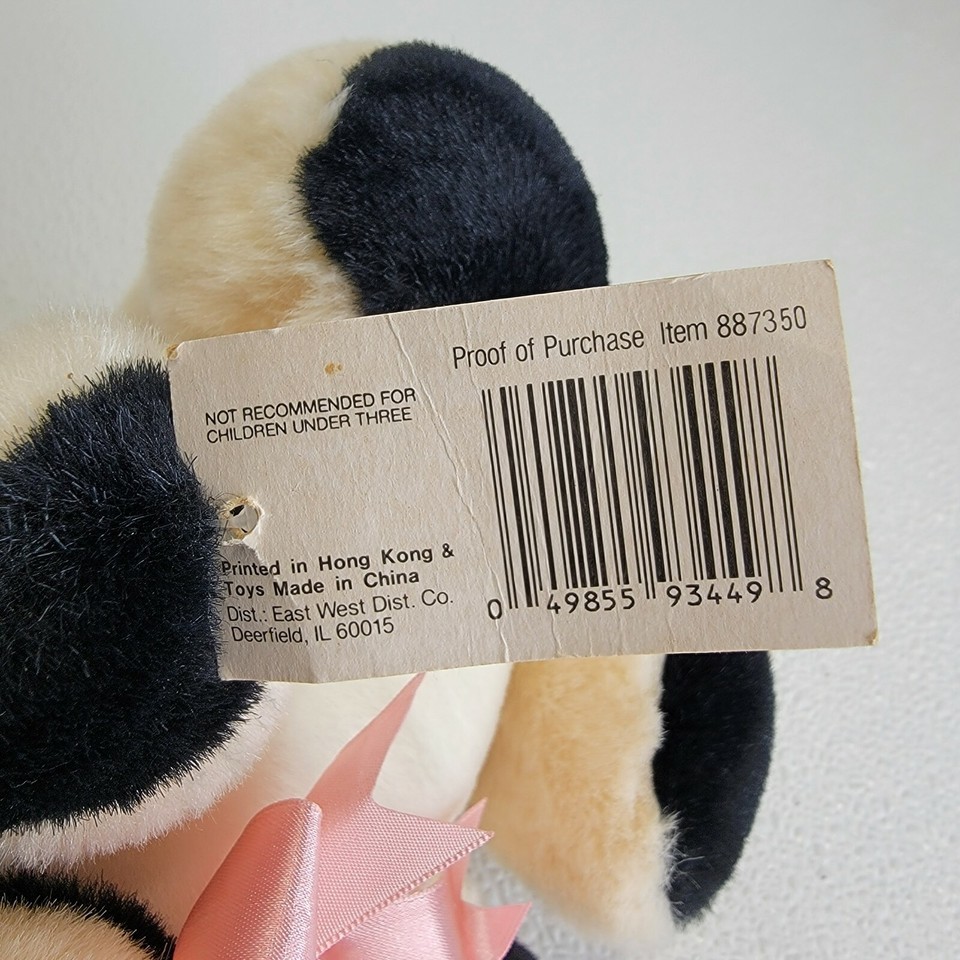 Proof of Purchase Item 887350
NOT RECOMMENDED FOR
CHILDREN UNDER THREE
Printed in Hong Kong &
Toys Made in China
Dist.: East West Dist. Co.
Deerfield, IL 60015
0 49855 93449 8